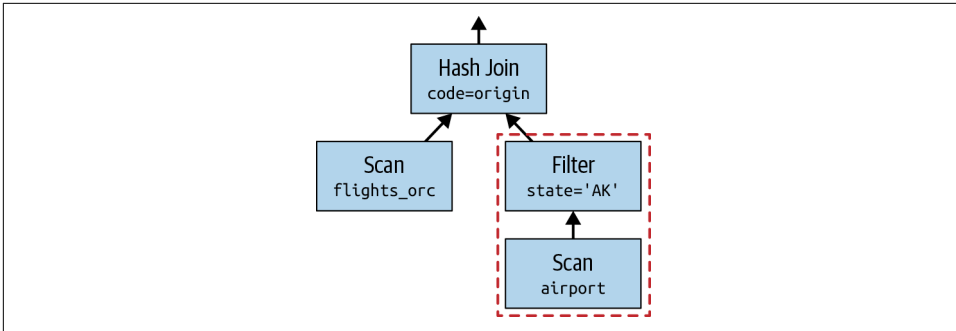 Hash Join
code=origin
Scan
flights_orc
Filter
state='AK'
Scan
airport